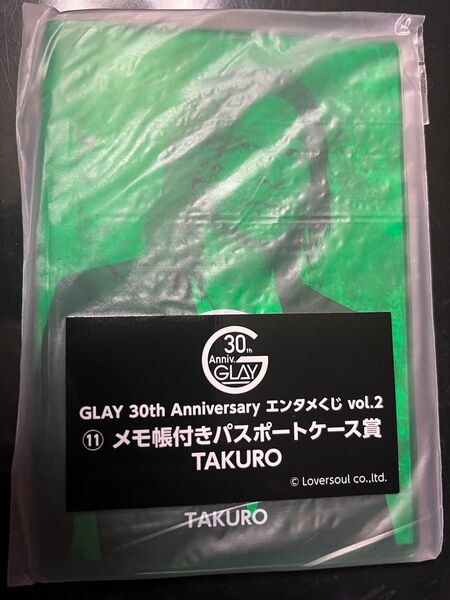 30th
Anniv.
GLAY
GLAY 30th Anniversary エンタメくじ vol.2
⑪ メモ帳付きパスポートケース賞
TAKURO
© Loversoul co.,ltd.
TAKURO